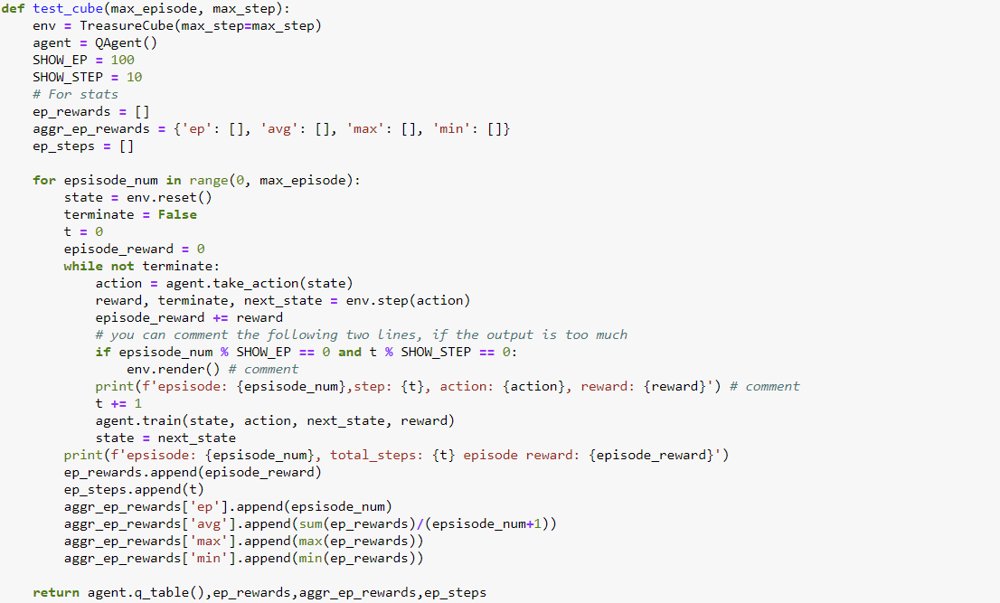 def test_cube(max_episode, max_step):
    env = TreasureCube(max_step=max_step)
    agent = QAgent()
    SHOW_EP = 100
    SHOW_STEP = 10
    # For stats
    ep_rewards = []
    aggr_ep_rewards = {'ep': [], 'avg': [], 'max': [], 'min': []}
    ep_steps = []

    for epsisode_num in range(0, max_episode):
        state = env.reset()
        terminate = False
        t = 0
        episode_reward = 0
        while not terminate:
            action = agent.take_action(state)
            reward, terminate, next_state = env.step(action)
            episode_reward += reward
            # you can comment the following two lines, if the output is too much
            if epsisode_num % SHOW_EP == 0 and t % SHOW_STEP == 0:
                env.render() # comment
            print(f'epsisode: {epsisode_num},step: {t}, action: {action}, reward: {reward}') # comment
            t += 1
            agent.train(state, action, next_state, reward)
            state = next_state
        print(f'epsisode: {epsisode_num}, total_steps: {t} episode reward: {episode_reward}')
        ep_rewards.append(episode_reward)
        ep_steps.append(t)
        aggr_ep_rewards['ep'].append(epsisode_num)
        aggr_ep_rewards['avg'].append(sum(ep_rewards)/(epsisode_num+1))
        aggr_ep_rewards['max'].append(max(ep_rewards))
        aggr_ep_rewards['min'].append(min(ep_rewards))

    return agent.q_table(),ep_rewards,aggr_ep_rewards,ep_steps